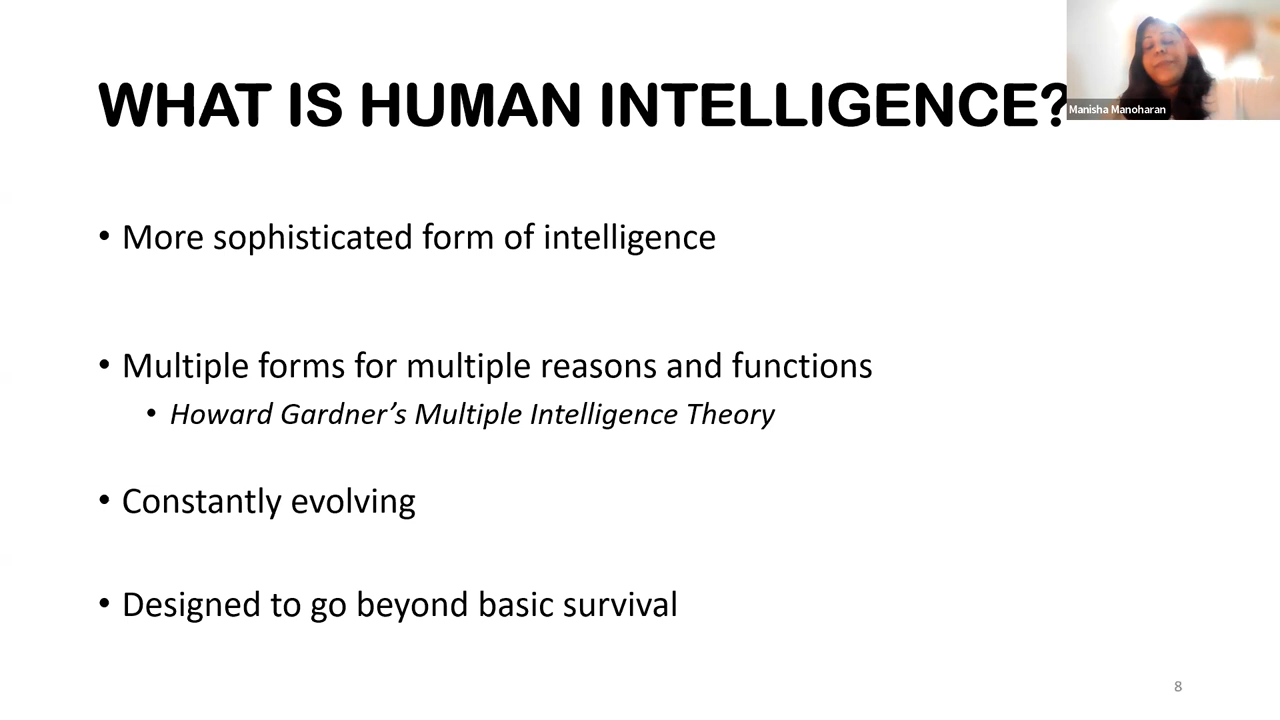 WHAT IS HUMAN INTELLIGENCE?
Manisha Manoharan
• More sophisticated form of intelligence
• Multiple forms for multiple reasons and functions
• Howard Gardner’s Multiple Intelligence Theory
• Constantly evolving
• Designed to go beyond basic survival
8